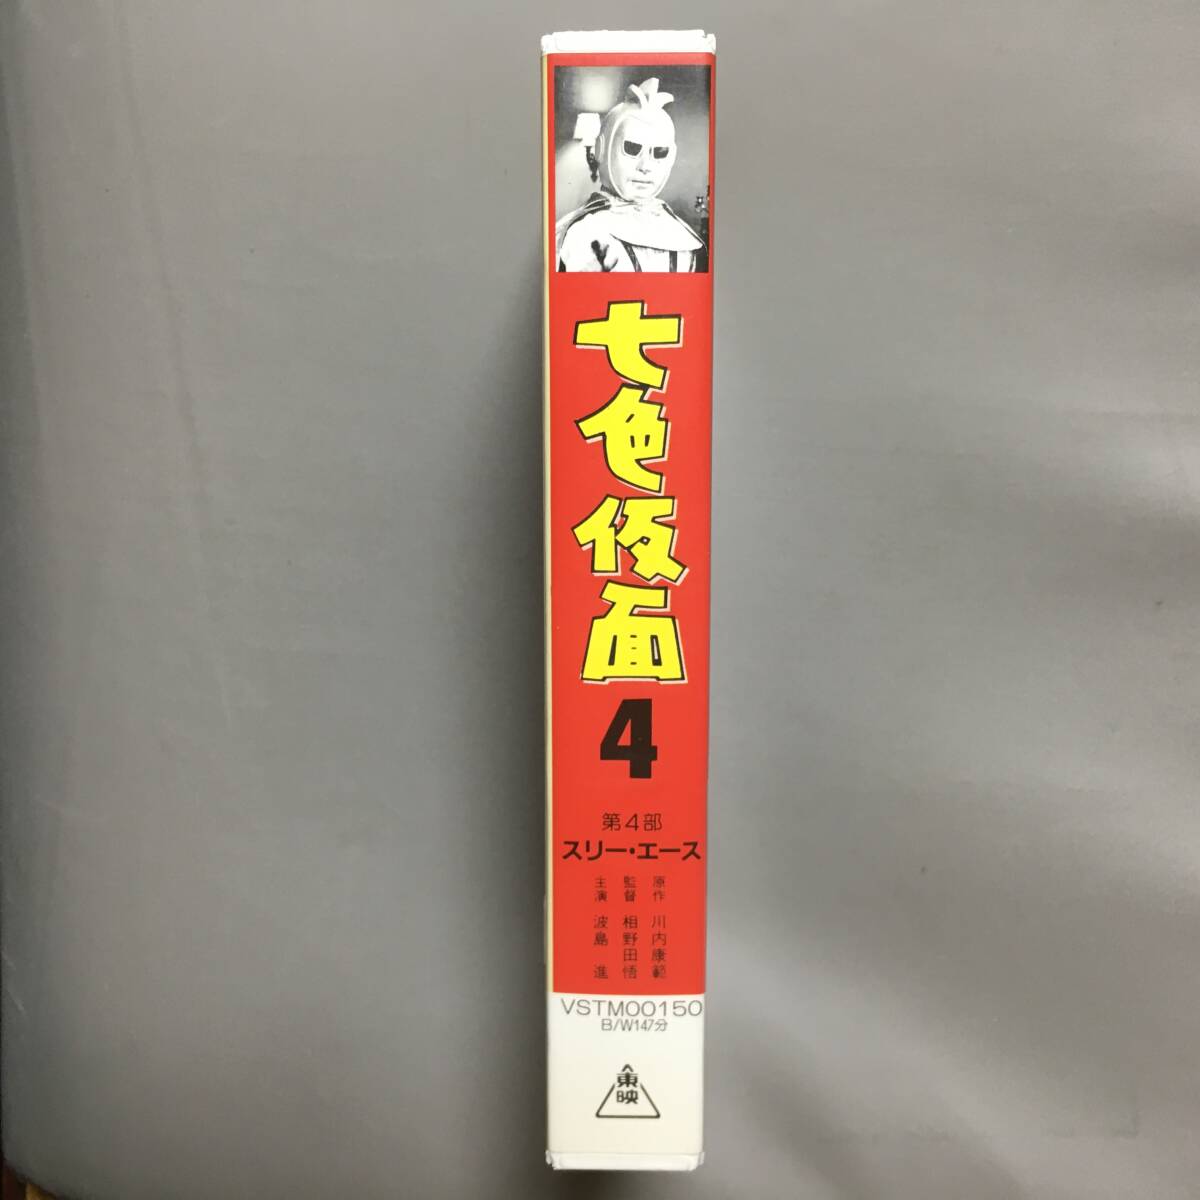 七色仮面
4
第4部
スリー・エース
原作 川内康範
監督 相野田悟
主演 波島 進
VSTM00150
B/W147分
東映